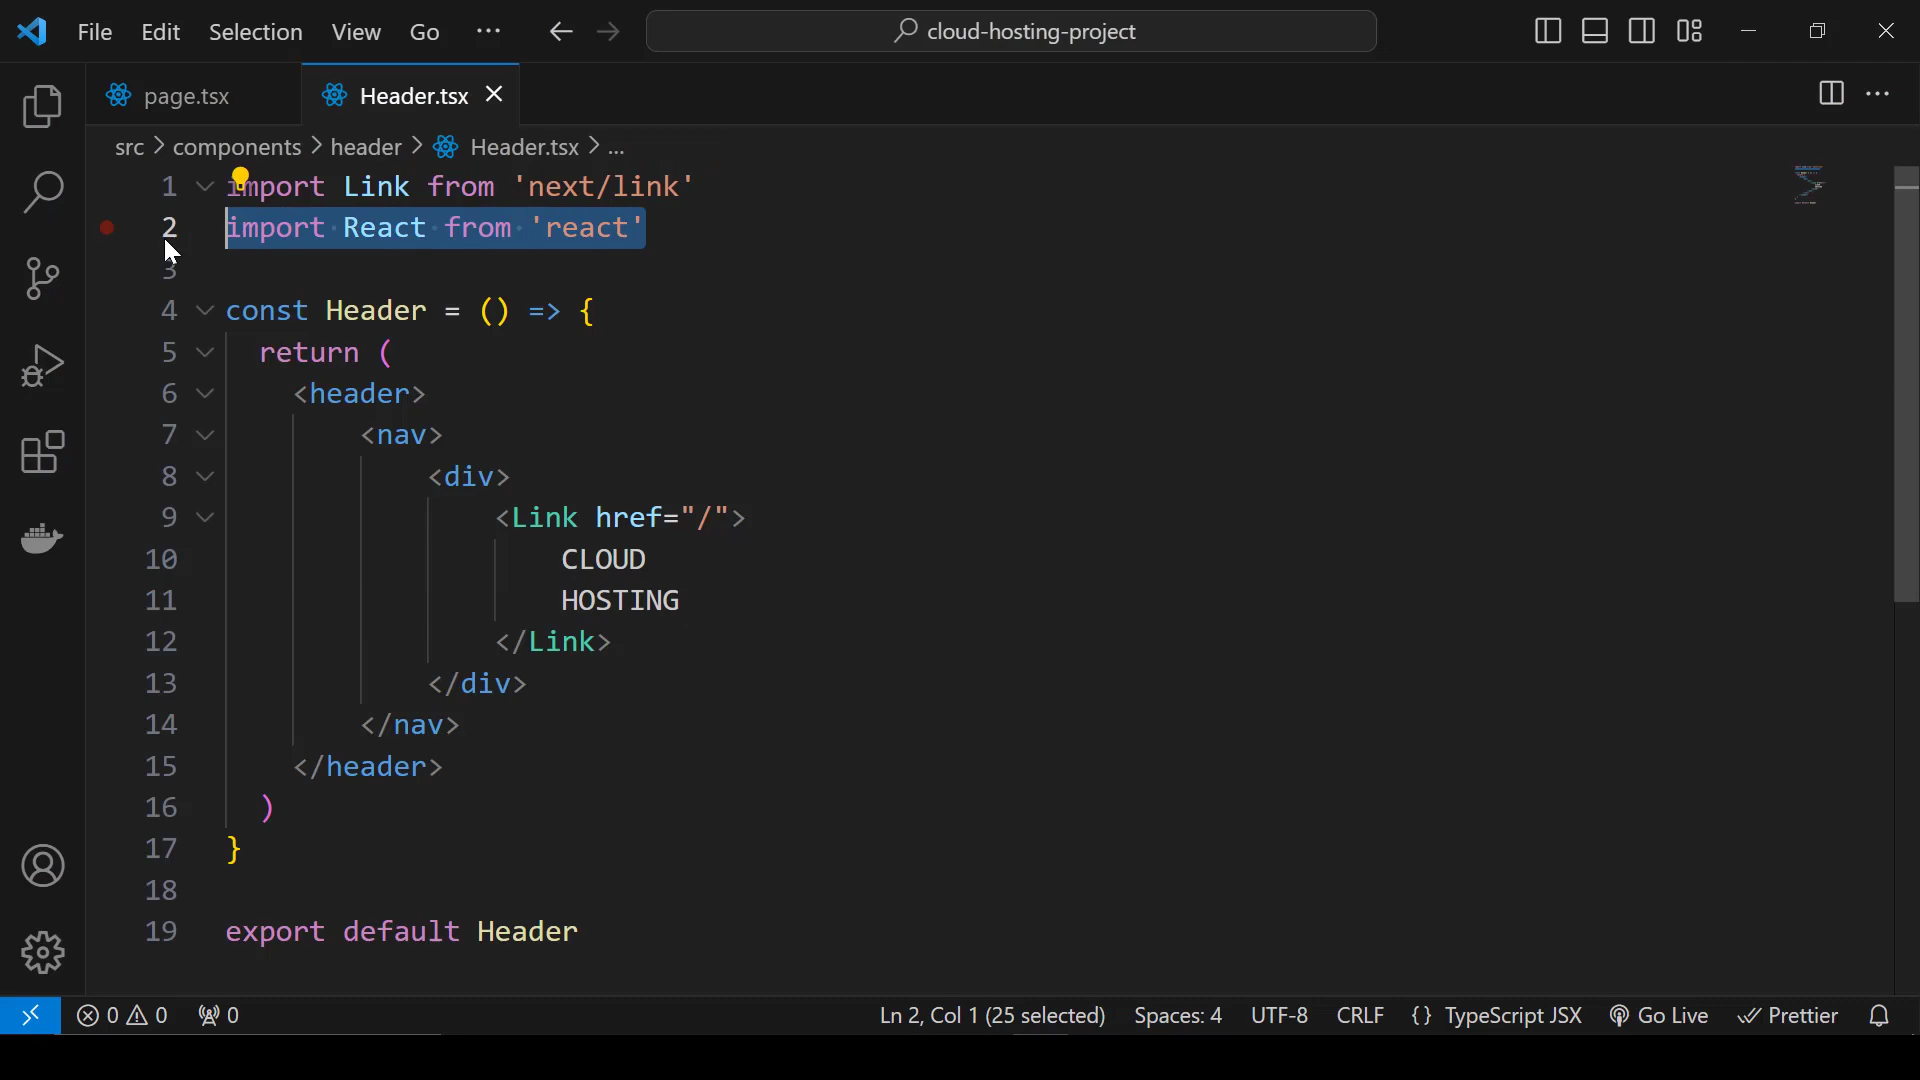 File Edit Selection View Go ··· cloud-hosting-project
page.tsx Header.tsx
src > components > header > Header.tsx > ...
1 import Link from 'next/link'
2 import React from 'react'
3
4 const Header = () => {
5 return (
6 <header>
7 <nav>
8 <div>
9 <Link href="/">
10 CLOUD
11 HOSTING
12 </Link>
13 </div>
14 </nav>
15 </header>
16 )
17 }
18
19 export default Header
0 0 0 Ln 2, Col 1 (25 selected) Spaces: 4 UTF-8 CRLF {} TypeScript JSX Go Live Prettier